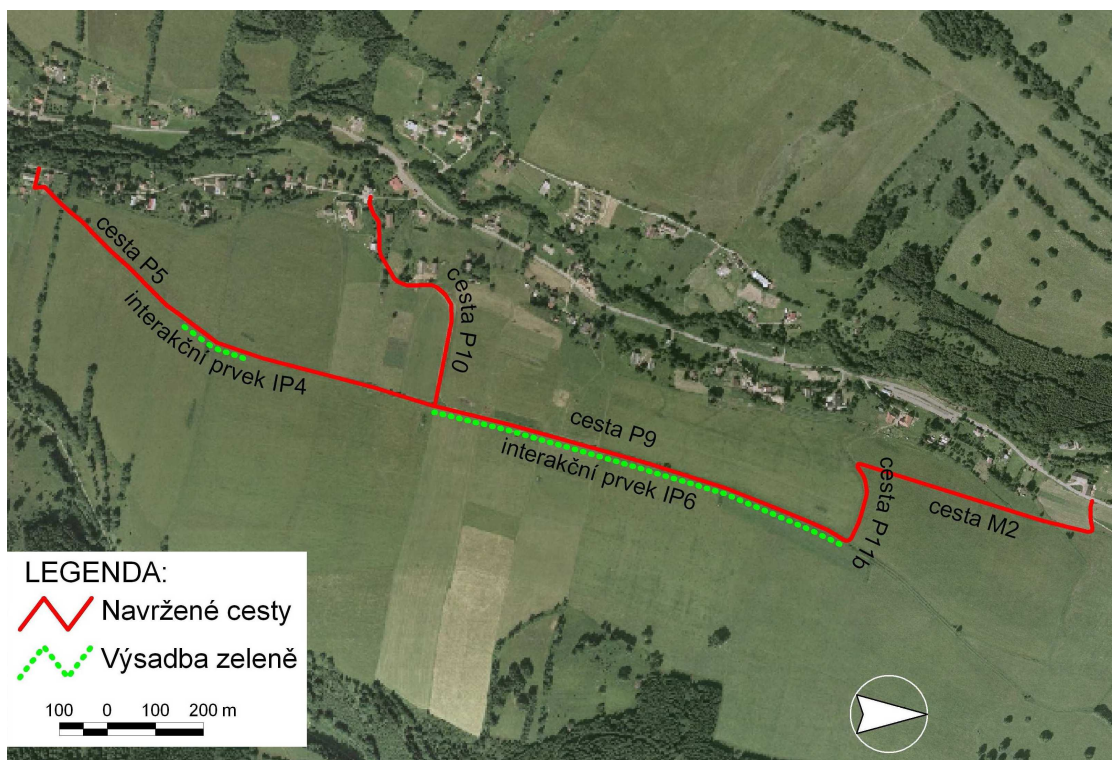 cesta P5
interakční prvek IP4
cesta P10
cesta P9
interakční prvek IP6
cesta P11b
cesta M2
LEGENDA:
Navržené cesty
Výsadba zeleně
100 0 100 200 m